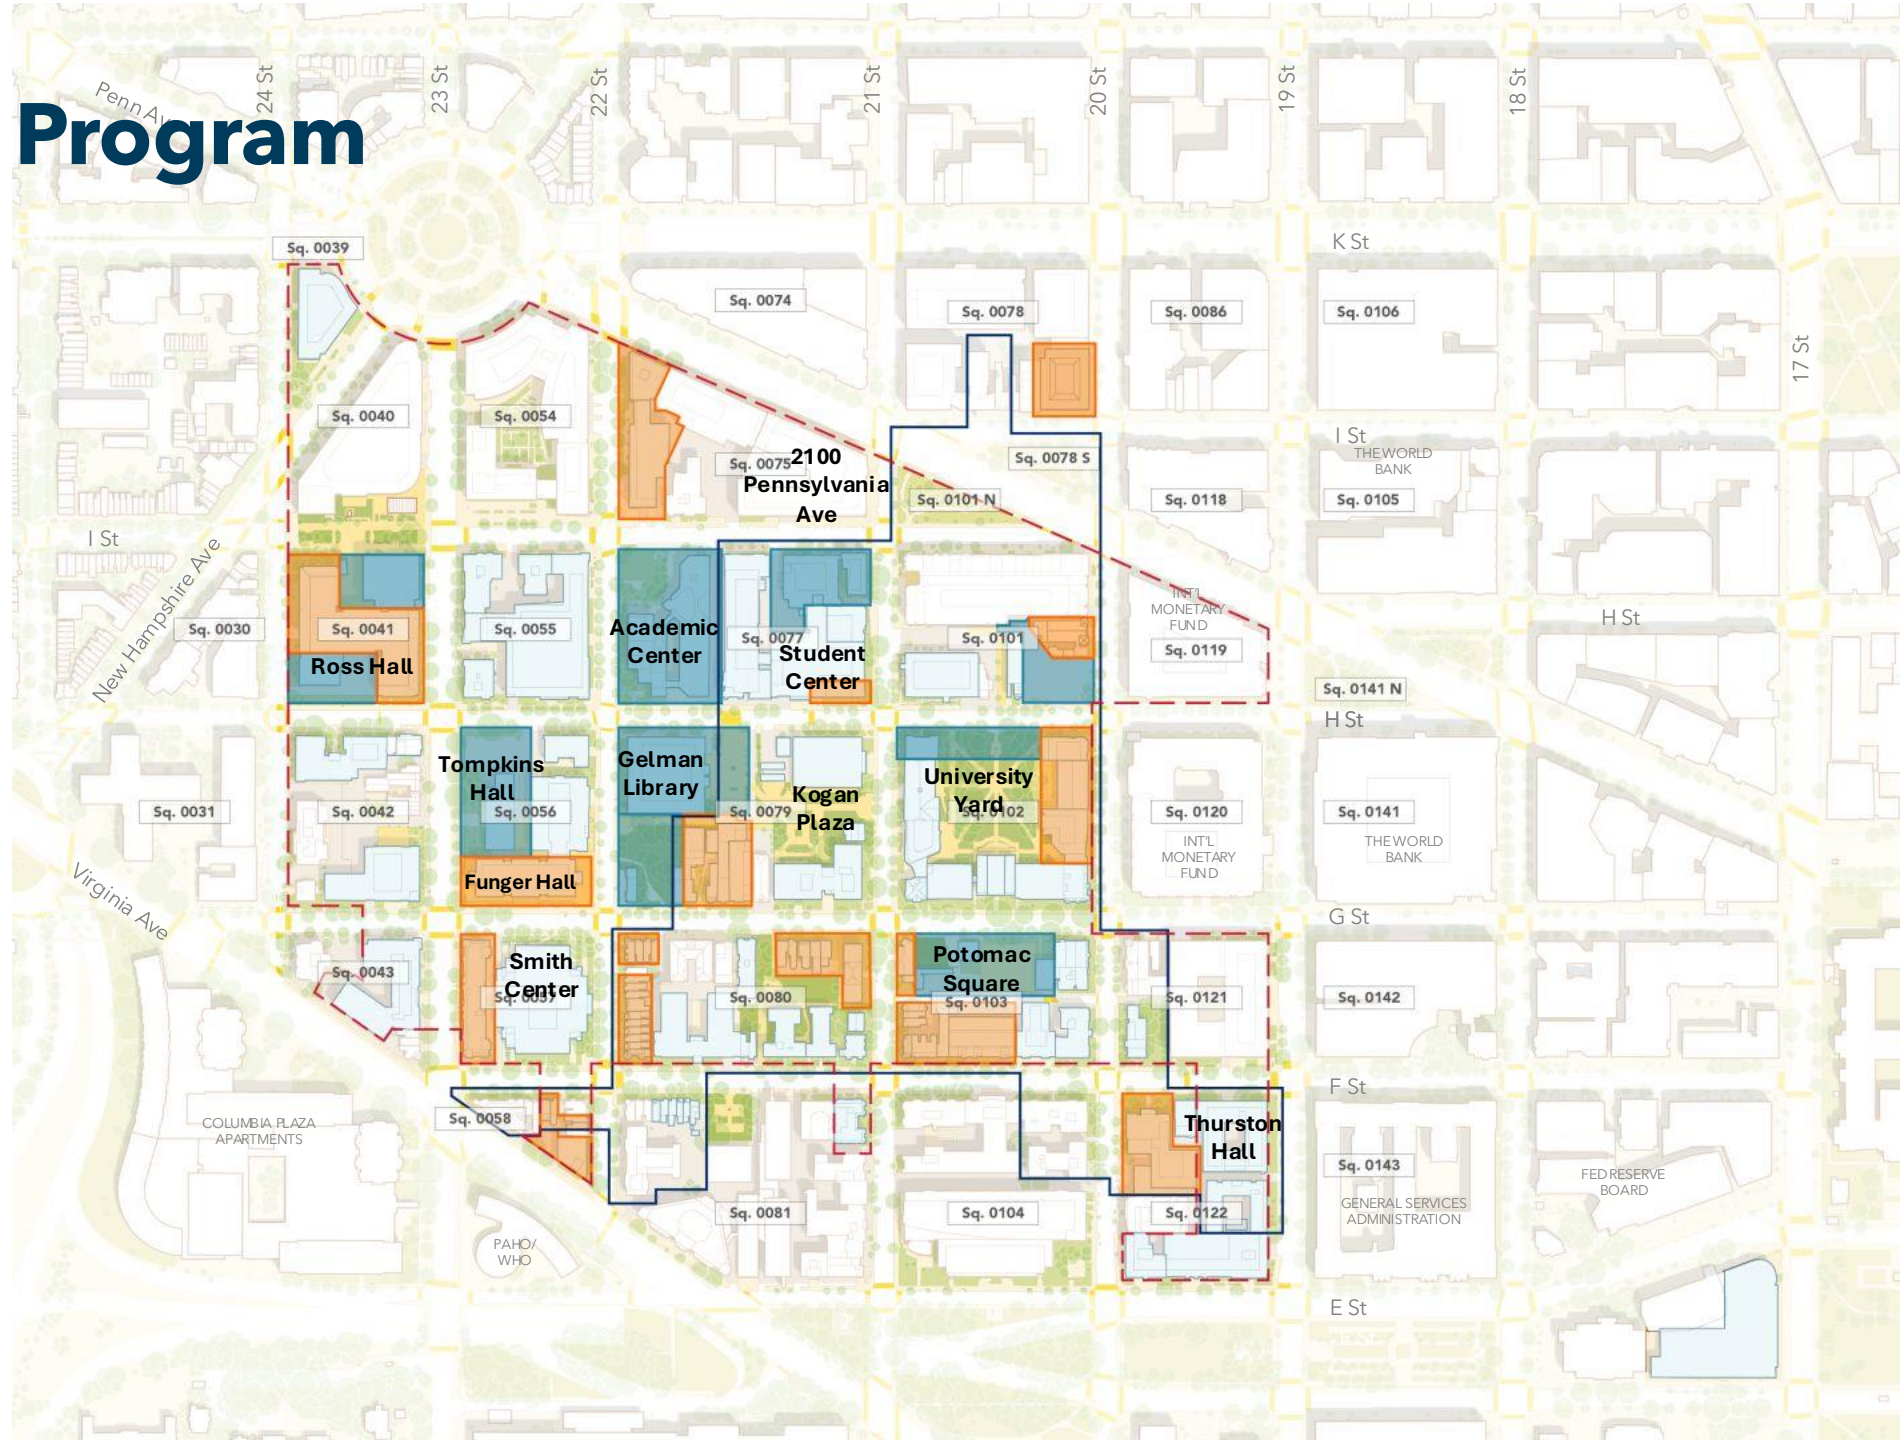 Program
Penn Av
24 St
23 St
22 St
21 St
20 St
19 St
18 St
17 St
K St
Sq. 0039
Sq. 0074
Sq. 0078
Sq. 0086
Sq. 0106
Sq. 0040
Sq. 0054
Sq. 0075
2100
Pennsylvania
Ave
Sq. 0078 S
Sq. 0101 N
Sq. 0118
I St
THE WORLD
BANK
Sq. 0105
I St
New Hampshire Ave
Sq. 0030
Sq. 0041
Ross Hall
Sq. 0055
Academic
Center
Sq. 0077
Student
Center
Sq. 0101
INT'L
MONETARY
FUND
Sq. 0119
H St
Sq. 0141 N
H St
Sq. 0031
Sq. 0042
Tompkins
Hall
Sq. 0056
Funger Hall
Gelman
Library
Sq. 0079
Kogan
Plaza
University
Yard
Sq. 0102
Sq. 0120
INT'L
MONETARY
FUND
Sq. 0141
THE WORLD
BANK
Virginia Ave
G St
Sq. 0043
Smith
Center
Sq. 0057
Sq. 0080
Potomac
Square
Sq. 0103
Sq. 0121
Sq. 0142
F St
COLUMBIA PLAZA
APARTMENTS
Sq. 0058
Thurston
Hall
Sq. 0143
GENERAL SERVICES
ADMINISTRATION
FED RESERVE
BOARD
PAHO/
WHO
Sq. 0081
Sq. 0104
Sq. 0122
E St
E St